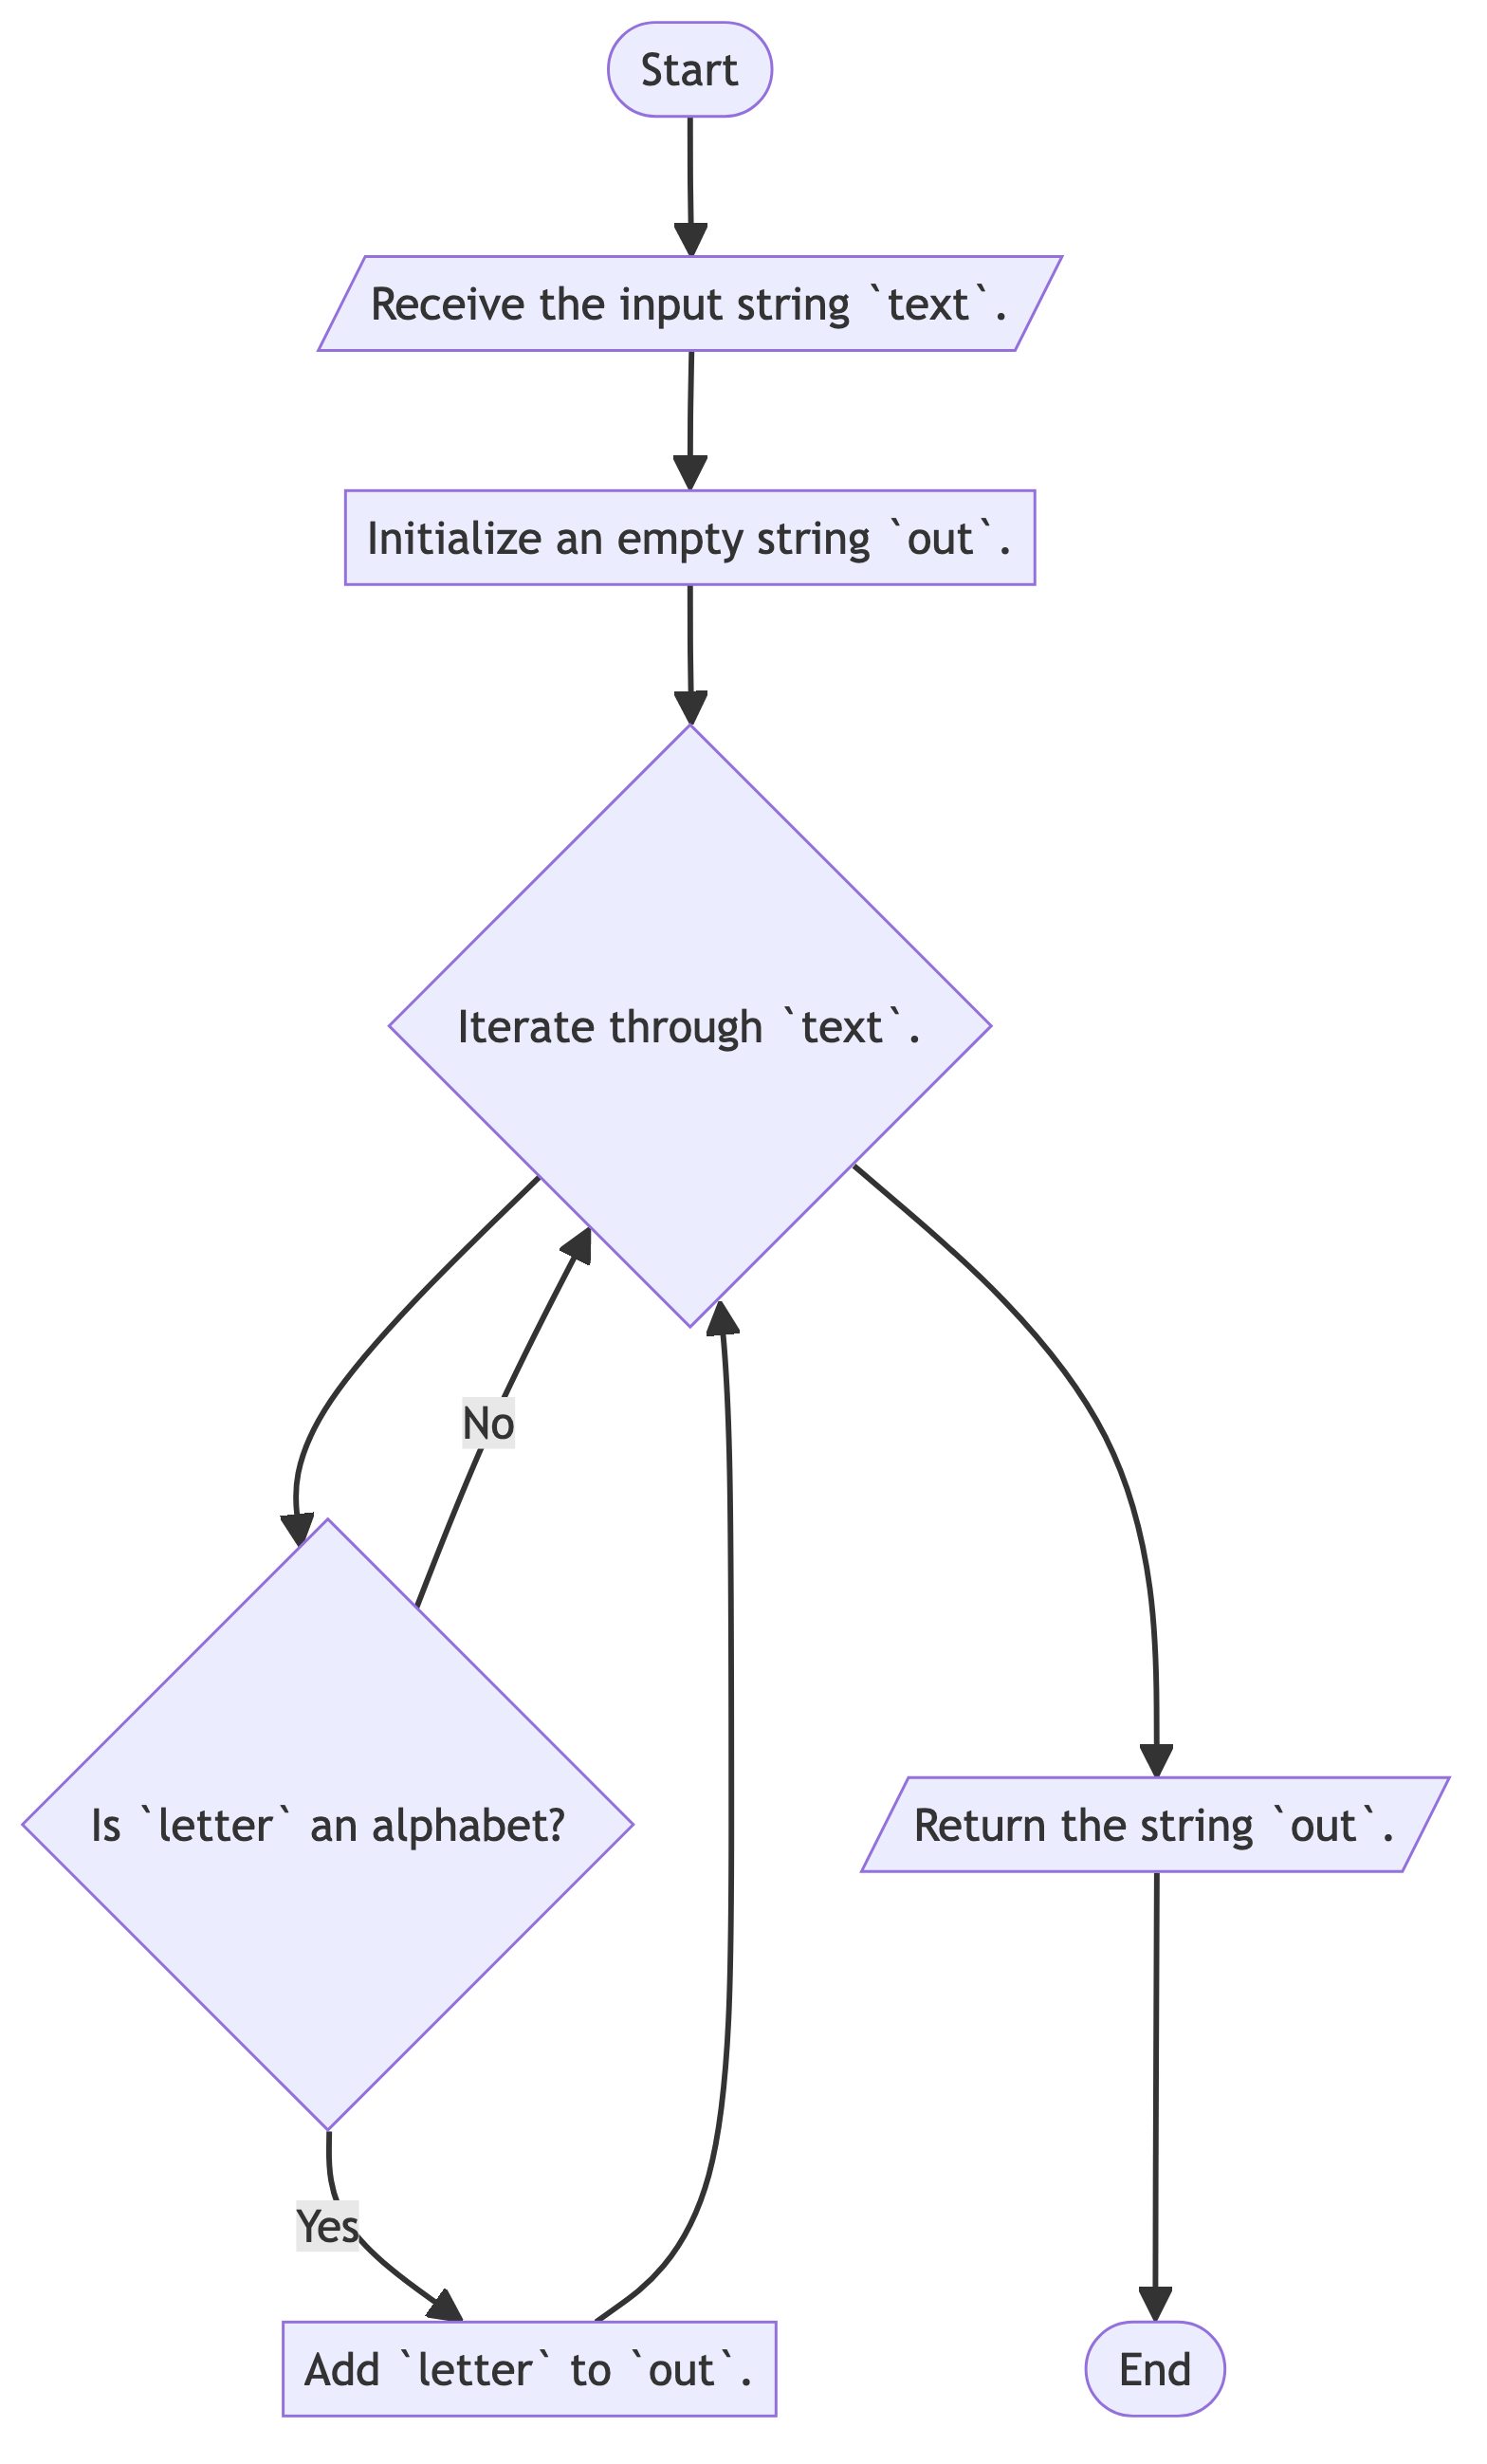 Start
Receive the input string `text`.
Initialize an empty string `out`.
Iterate through `text`.
No
Is `letter` an alphabet?
Return the string `out`.
Yes
Add `letter` to `out`.
End